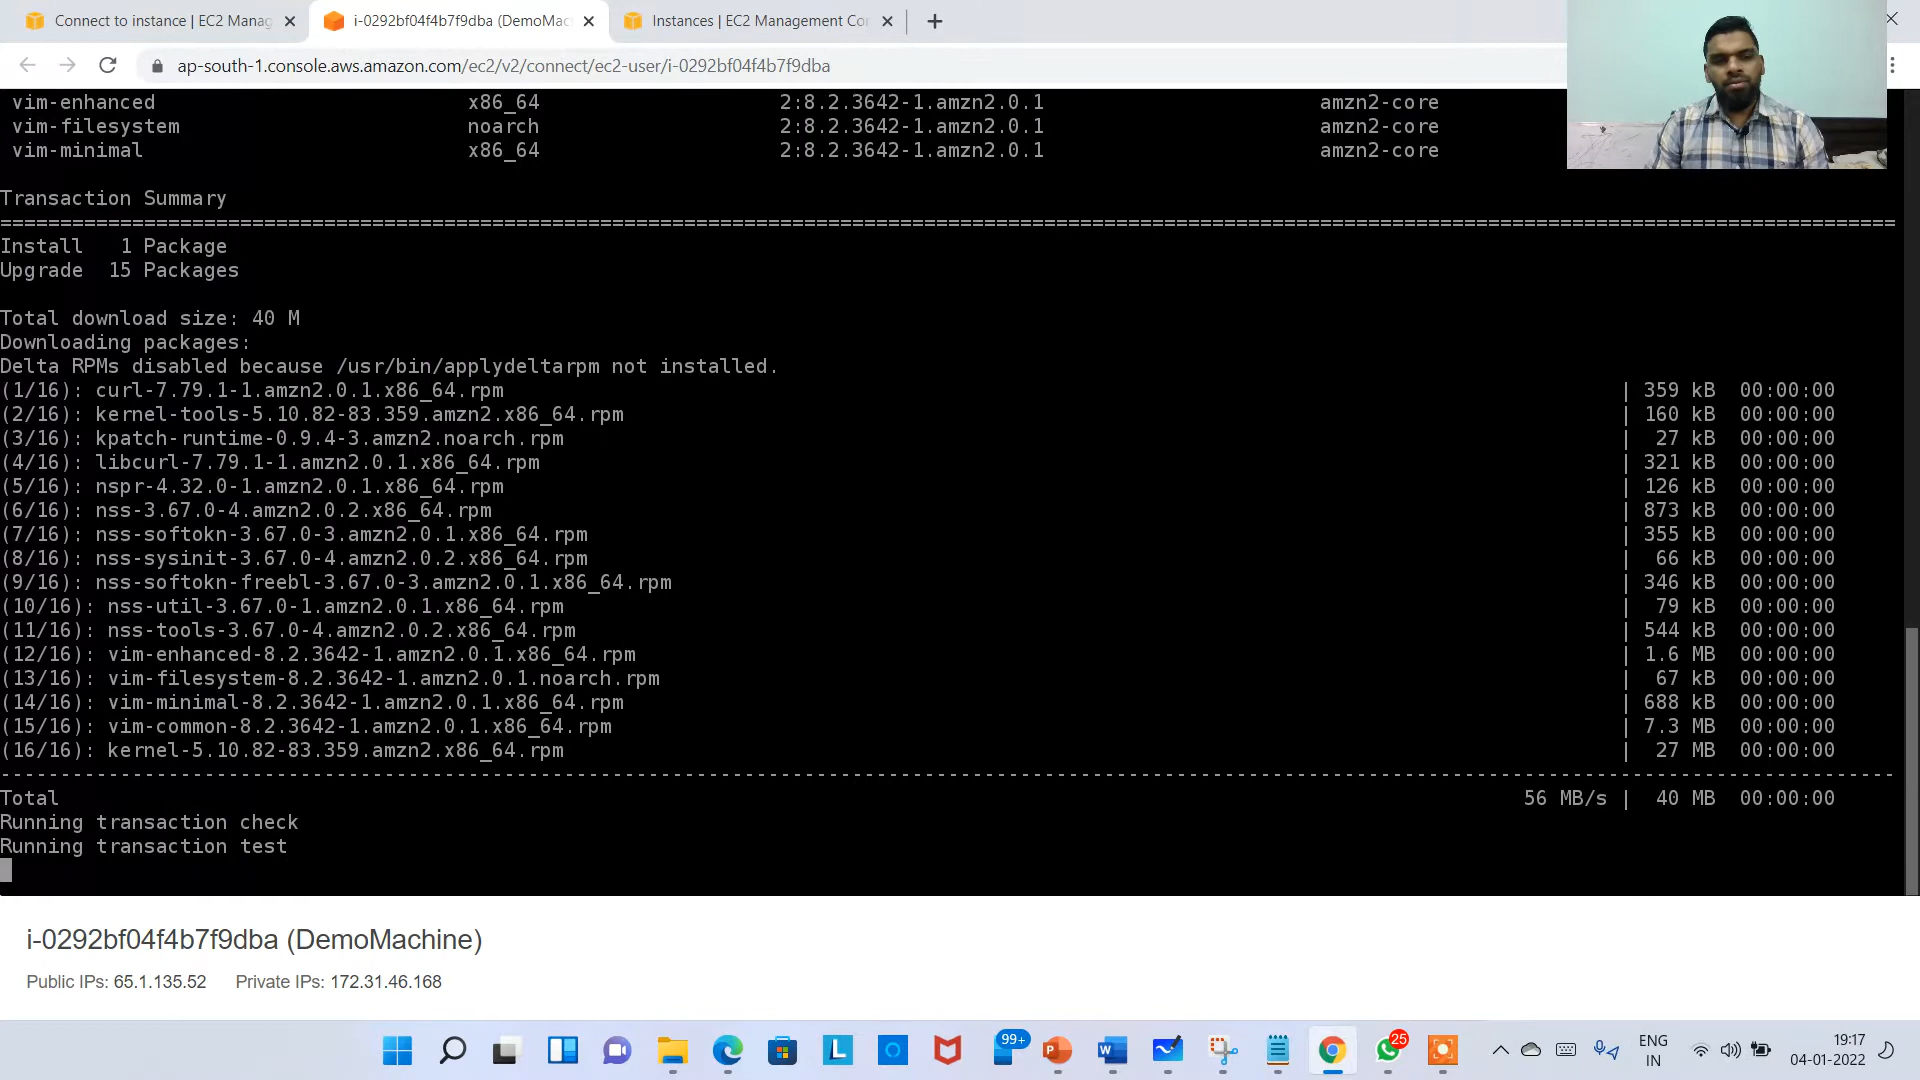 Connect to instance | EC2 Manag
i-0292bf04f4b7f9dba (DemoMac
Instances | EC2 Management Co
ap-south-1.console.aws.amazon.com/ec2/v2/connect/ec2-user/i-0292bf04f4b7f9dba
vim-enhanced x86_64 2:8.2.3642-1.amzn2.0.1 amzn2-core
vim-filesystem noarch 2:8.2.3642-1.amzn2.0.1 amzn2-core
vim-minimal x86_64 2:8.2.3642-1.amzn2.0.1 amzn2-core
Transaction Summary
Install 1 Package
Upgrade 15 Packages
Total download size: 40 M
Downloading packages:
Delta RPMs disabled because /usr/bin/applydeltarpm not installed.
(1/16): curl-7.79.1-1.amzn2.0.1.x86_64.rpm | 359 kB 00:00:00
(2/16): kernel-tools-5.10.82-83.359.amzn2.x86_64.rpm | 160 kB 00:00:00
(3/16): kpatch-runtime-0.9.4-3.amzn2.noarch.rpm | 27 kB 00:00:00
(4/16): libcurl-7.79.1-1.amzn2.0.1.x86_64.rpm | 321 kB 00:00:00
(5/16): nspr-4.32.0-1.amzn2.0.1.x86_64.rpm | 126 kB 00:00:00
(6/16): nss-3.67.0-4.amzn2.0.2.x86_64.rpm | 873 kB 00:00:00
(7/16): nss-softokn-3.67.0-3.amzn2.0.1.x86_64.rpm | 355 kB 00:00:00
(8/16): nss-sysinit-3.67.0-4.amzn2.0.2.x86_64.rpm | 66 kB 00:00:00
(9/16): nss-softokn-freebl-3.67.0-3.amzn2.0.1.x86_64.rpm | 346 kB 00:00:00
(10/16): nss-util-3.67.0-1.amzn2.0.1.x86_64.rpm | 79 kB 00:00:00
(11/16): nss-tools-3.67.0-4.amzn2.0.2.x86_64.rpm | 544 kB 00:00:00
(12/16): vim-enhanced-8.2.3642-1.amzn2.0.1.x86_64.rpm | 1.6 MB 00:00:00
(13/16): vim-filesystem-8.2.3642-1.amzn2.0.1.noarch.rpm | 67 kB 00:00:00
(14/16): vim-minimal-8.2.3642-1.amzn2.0.1.x86_64.rpm | 688 kB 00:00:00
(15/16): vim-common-8.2.3642-1.amzn2.0.1.x86_64.rpm | 7.3 MB 00:00:00
(16/16): kernel-5.10.82-83.359.amzn2.x86_64.rpm | 27 MB 00:00:00
Total 56 MB/s | 40 MB 00:00:00
Running transaction check
Running transaction test
i-0292bf04f4b7f9dba (DemoMachine)
Public IPs: 65.1.135.52 Private IPs: 172.31.46.168
99+
25
ENG
IN
19:17
04-01-2022